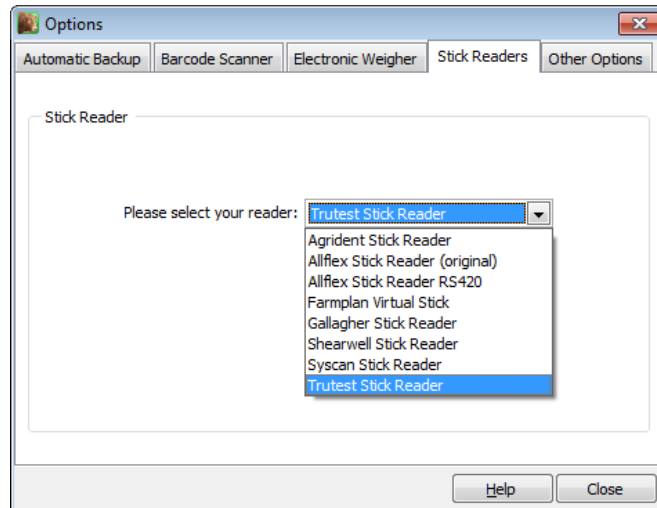 Options
Automatic Backup Barcode Scanner Electronic Weigher Stick Readers Other Options
Stick Reader
Please select your reader: Trutest Stick Reader
Agrident Stick Reader
Allflex Stick Reader (original)
Allflex Stick Reader RS420
Farmplan Virtual Stick
Gallagher Stick Reader
Shearwell Stick Reader
Syscan Stick Reader
Trutest Stick Reader
Help Close